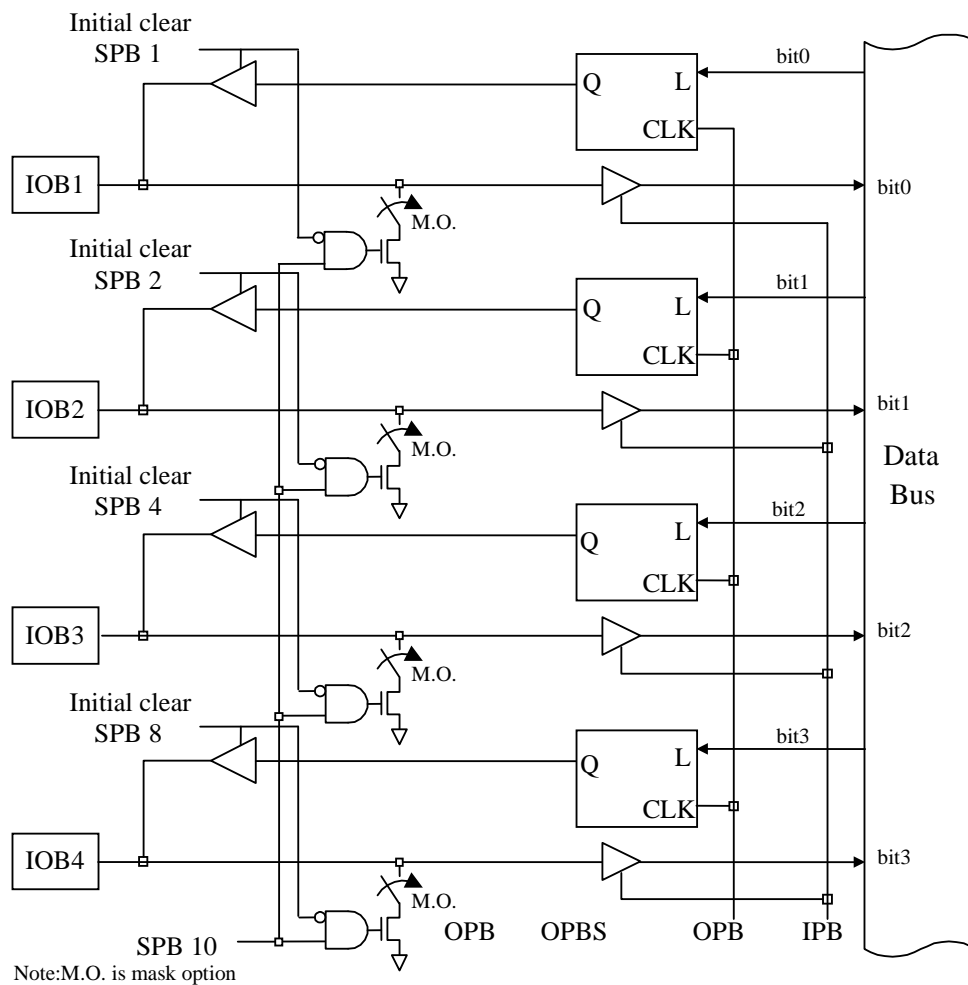 Initial clear
SPB 1
bit0
Q
L
CLK
IOB1
bit0
M.O.
Initial clear
SPB 2
bit1
Q
L
CLK
IOB2
bit1
M.O.
Data
Bus
Initial clear
SPB 4
bit2
Q
L
CLK
IOB3
bit2
M.O.
Initial clear
SPB 8
bit3
Q
L
CLK
IOB4
bit3
M.O.
SPB 10
OPB OPBS OPB IPB
Note:M.O. is mask option